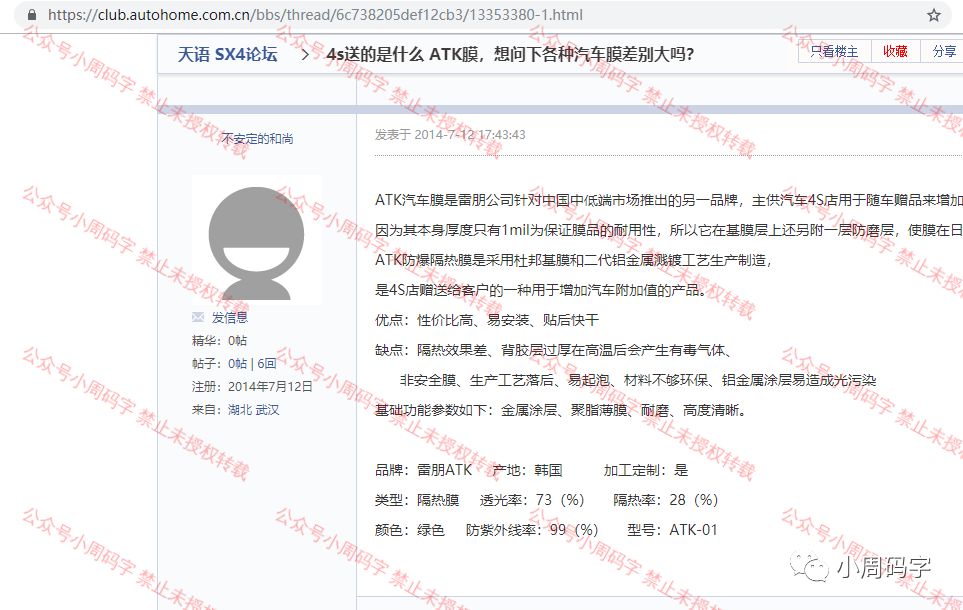 https://club.autohome.com.cn/bbs/thread/6c738205def12cb3/13353380-1.html
天语 SX4论坛 > 4s送的是什么 ATK膜，想问下各种汽车膜差别大吗？
只看楼主 收藏 分享
不安定的和尚
发表于 2014-7-12 17:43:43
ATK汽车膜是雷朋公司针对中国中低端市场推出的另一品牌，主供汽车4S店用于随车赠品来增加
因为其本身厚度只有1mil为保证膜品的耐用性，所以它在基膜层上还另附一层防磨层，使膜在日
ATK防爆隔热膜是采用杜邦基膜和二代铝金属溅镀工艺生产制造，
是4S店赠送给客户的一种用于增加汽车附加值的产品。
优点：性价比高、易安装、贴后快干
缺点：隔热效果差、背胶层过厚在高温后会产生有毒气体、
非安全膜、生产工艺落后、易起泡、材料不够环保、铝金属涂层易造成光污染
基础功能参数如下：金属涂层、聚脂薄膜、耐磨、高度清晰。
品牌：雷朋ATK 产地：韩国 加工定制：是
类型：隔热膜 透光率：73（%） 隔热率：28（%）
颜色：绿色 防紫外线率：99（%） 型号：ATK-01
发信息
精华：0帖
帖子：0帖 | 6回
注册：2014年7月12日
来自：湖北 武汉
公众号小周码字 禁止未授权转载
小周码字